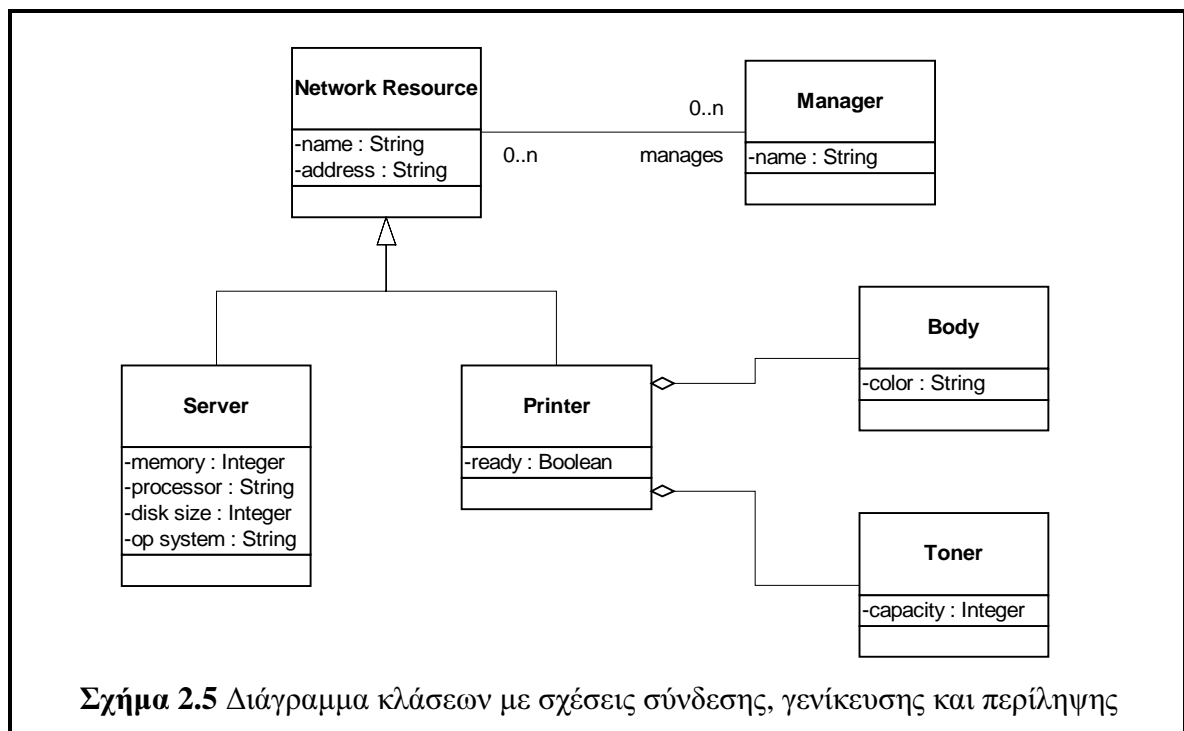 Network Resource
-name : String
-address : String
0..n
0..n
manages
Manager
-name : String
Server
-memory : Integer
-processor : String
-disk size : Integer
-op system : String
Printer
-ready : Boolean
Body
-color : String
Toner
-capacity : Integer
Σχήμα 2.5 Διάγραμμα κλάσεων με σχέσεις σύνδεσης, γενίκευσης και περίληψης